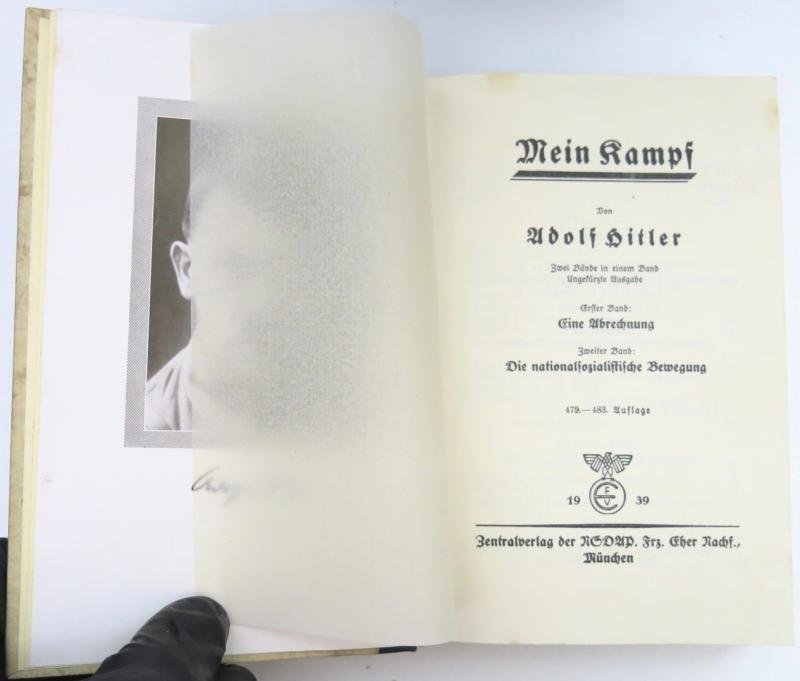 Mein Kampf
Von
Adolf Hitler
Zwei Bände in einem Band
Ungekürzte Ausgabe
Erster Band:
Eine Abrechnung
Zweiter Band:
Die nationalsozialistische Bewegung
479.—483. Auflage
F
E
V
19 39
Zentralverlag der NSDAP. Frz. Eher Nachf.,
München